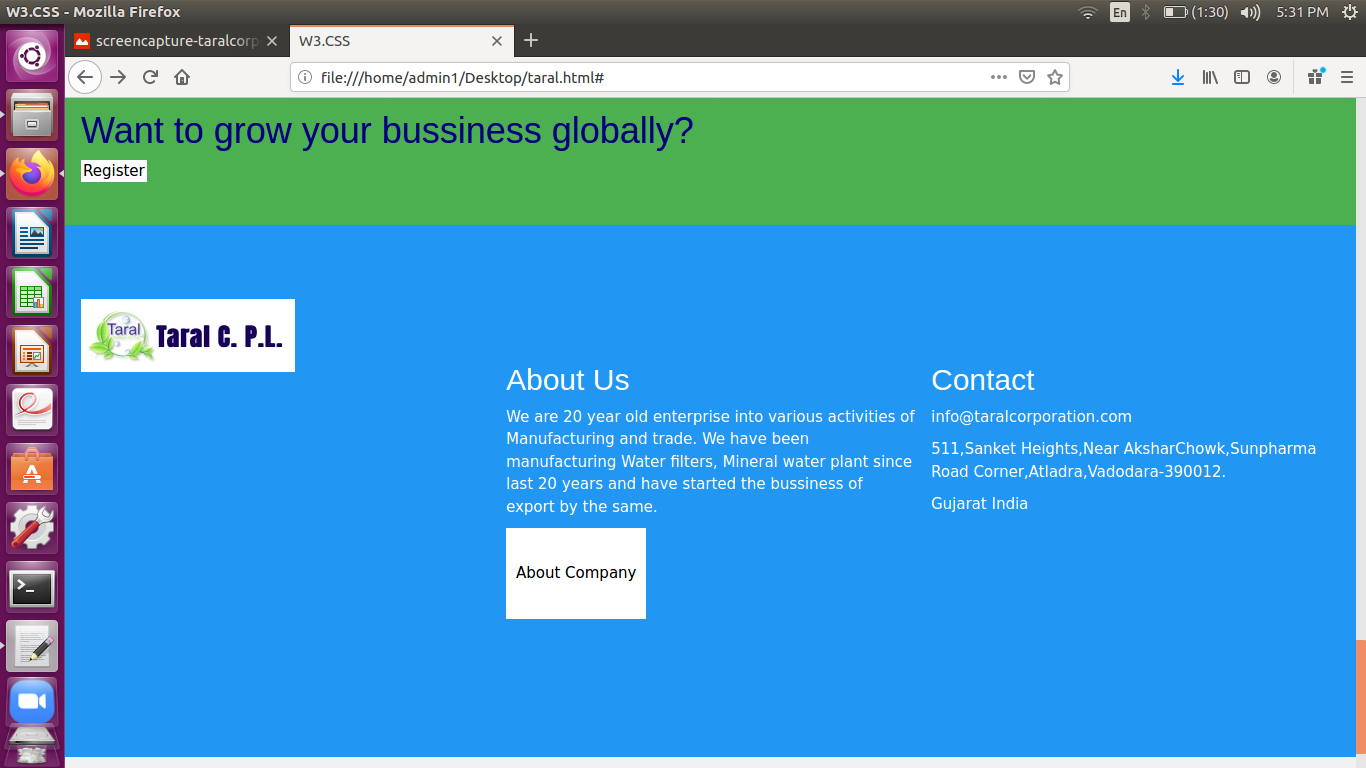 W3.CSS - Mozilla Firefox
En
(1:30)
5:31 PM
screencapture-taralcorp
W3.CSS
file:///home/admin1/Desktop/taral.html#
Want to grow your bussiness globally?
Register
Taral
Taral C. P.L.
About Us
We are 20 year old enterprise into various activities of
Manufacturing and trade. We have been
manufacturing Water filters, Mineral water plant since
last 20 years and have started the bussiness of
export by the same.
About Company
Contact
info@taralcorporation.com
511,Sanket Heights,Near AksharChowk,Sunpharma
Road Corner,Atladra,Vadodara-390012.
Gujarat India